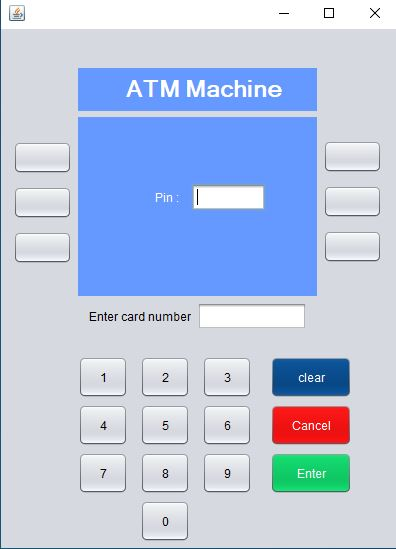 ATM Machine
Pin :
Enter card number
1 2 3 clear
4 5 6 Cancel
7 8 9 Enter
0